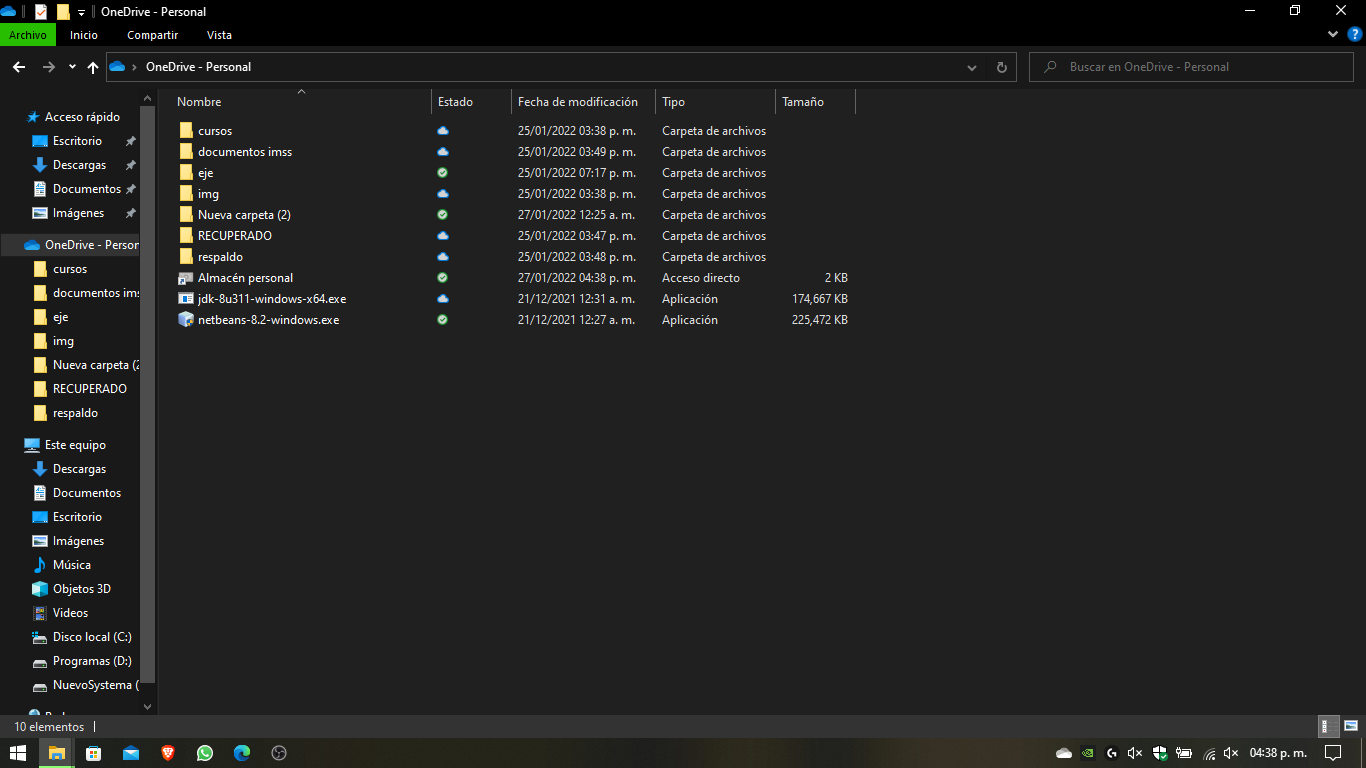 OneDrive - Personal
Archivo Inicio Compartir Vista
OneDrive - Personal
Buscar en OneDrive - Personal
Acceso rápido
Escritorio
Descargas
Documentos
Imágenes
OneDrive - Person
cursos
documentos ims
eje
img
Nueva carpeta (2
RECUPERADO
respaldo
Este equipo
Descargas
Documentos
Escritorio
Imágenes
Música
Objetos 3D
Videos
Disco local (C:)
Programas (D:)
NuevoSystema (
Nombre Estado Fecha de modificación Tipo Tamaño
cursos 25/01/2022 03:38 p. m. Carpeta de archivos
documentos imss 25/01/2022 03:49 p. m. Carpeta de archivos
eje 25/01/2022 07:17 p. m. Carpeta de archivos
img 25/01/2022 03:38 p. m. Carpeta de archivos
Nueva carpeta (2) 27/01/2022 12:25 a. m. Carpeta de archivos
RECUPERADO 25/01/2022 03:47 p. m. Carpeta de archivos
respaldo 25/01/2022 03:48 p. m. Carpeta de archivos
Almacén personal 27/01/2022 04:38 p. m. Acceso directo 2 KB
jdk-8u311-windows-x64.exe 21/12/2021 12:31 a. m. Aplicación 174,667 KB
netbeans-8.2-windows.exe 21/12/2021 12:27 a. m. Aplicación 225,472 KB
10 elementos
04:38 p. m.